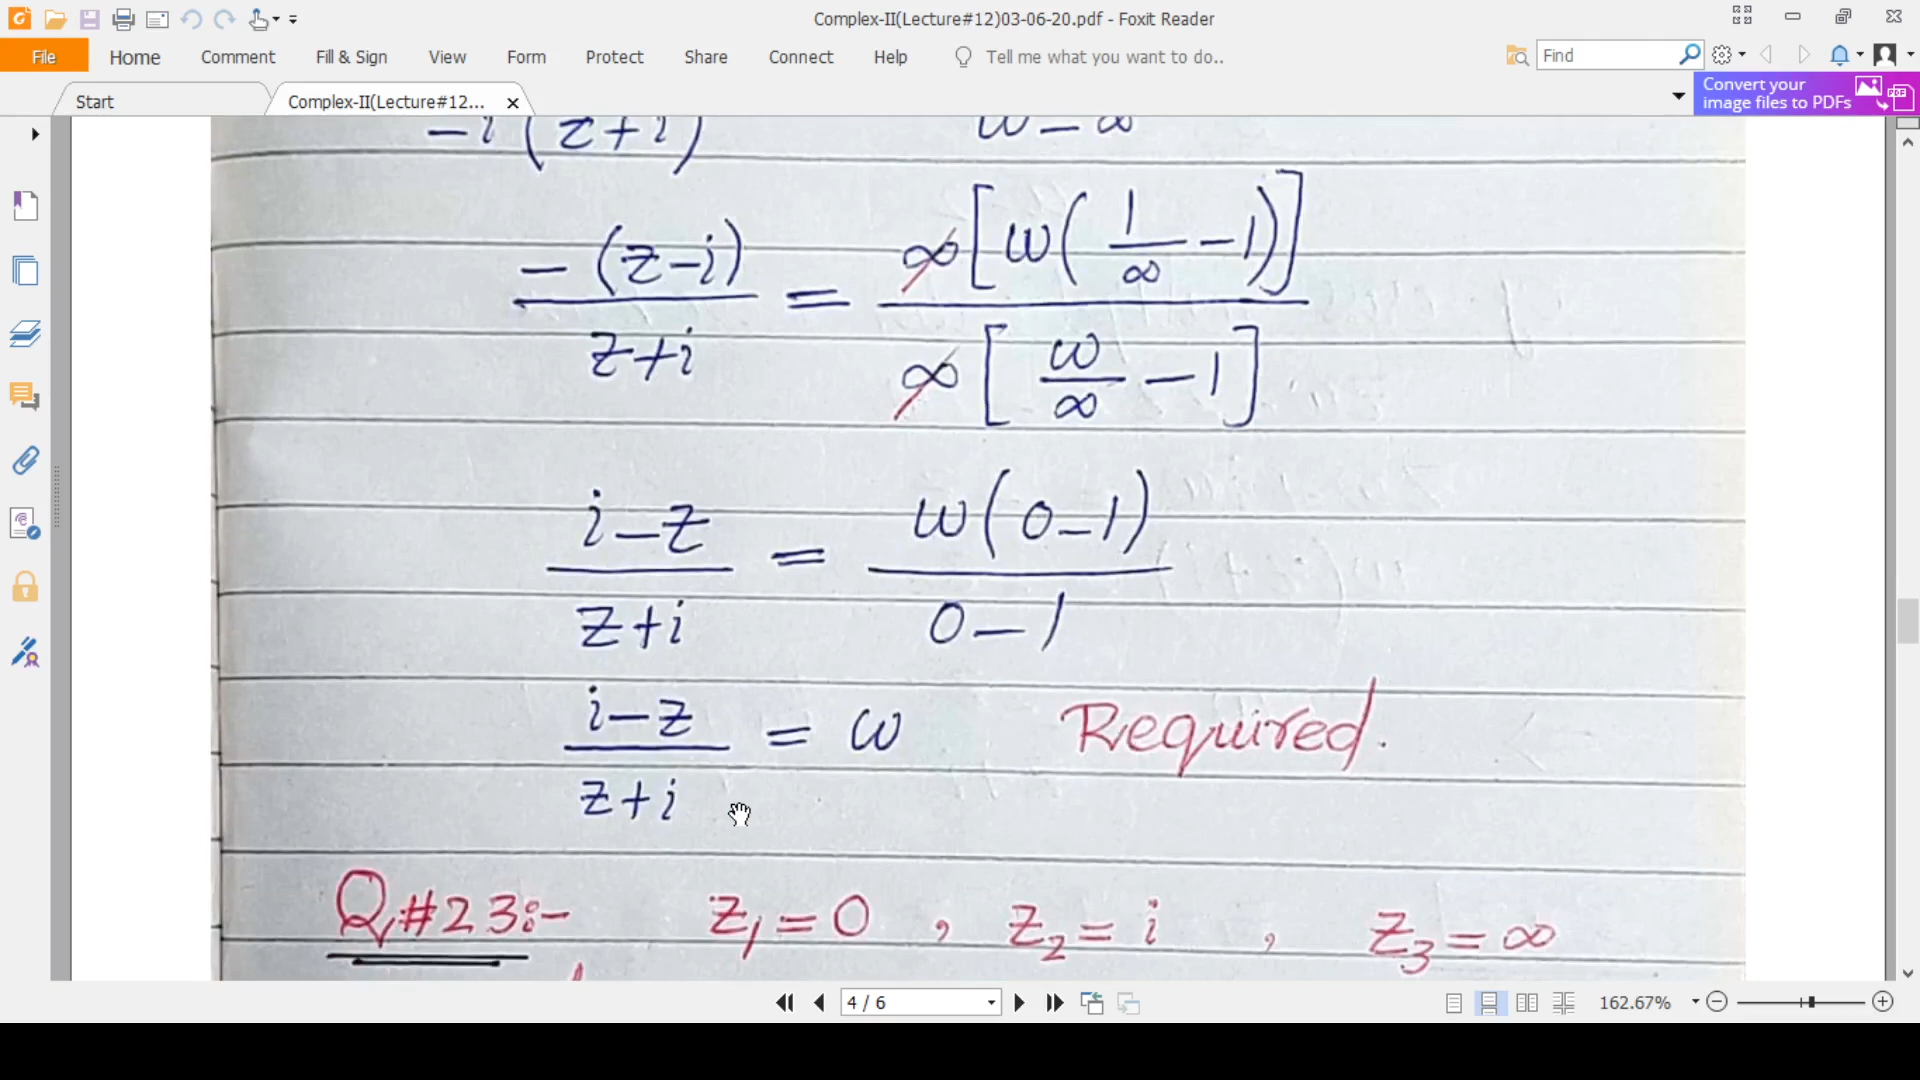 Complex-II(Lecture#12)03-06-20.pdf - Foxit Reader
File Home Comment Fill & Sign View Form Protect Share Connect Help Tell me what you want to do.. Find
Start Complex-II(Lecture#12...
Convert your
image files to PDFs
-i(z+i) w-∞
-(z-i) / z+i = ∞[w(1/∞ -1)] / ∞[w/∞ -1]
i-z / z+i = w(0-1) / 0-1
i-z / z+i = w Required.
Q#23:- z₁=0 , z₂=i , z₃=∞
4 / 6 162.67%